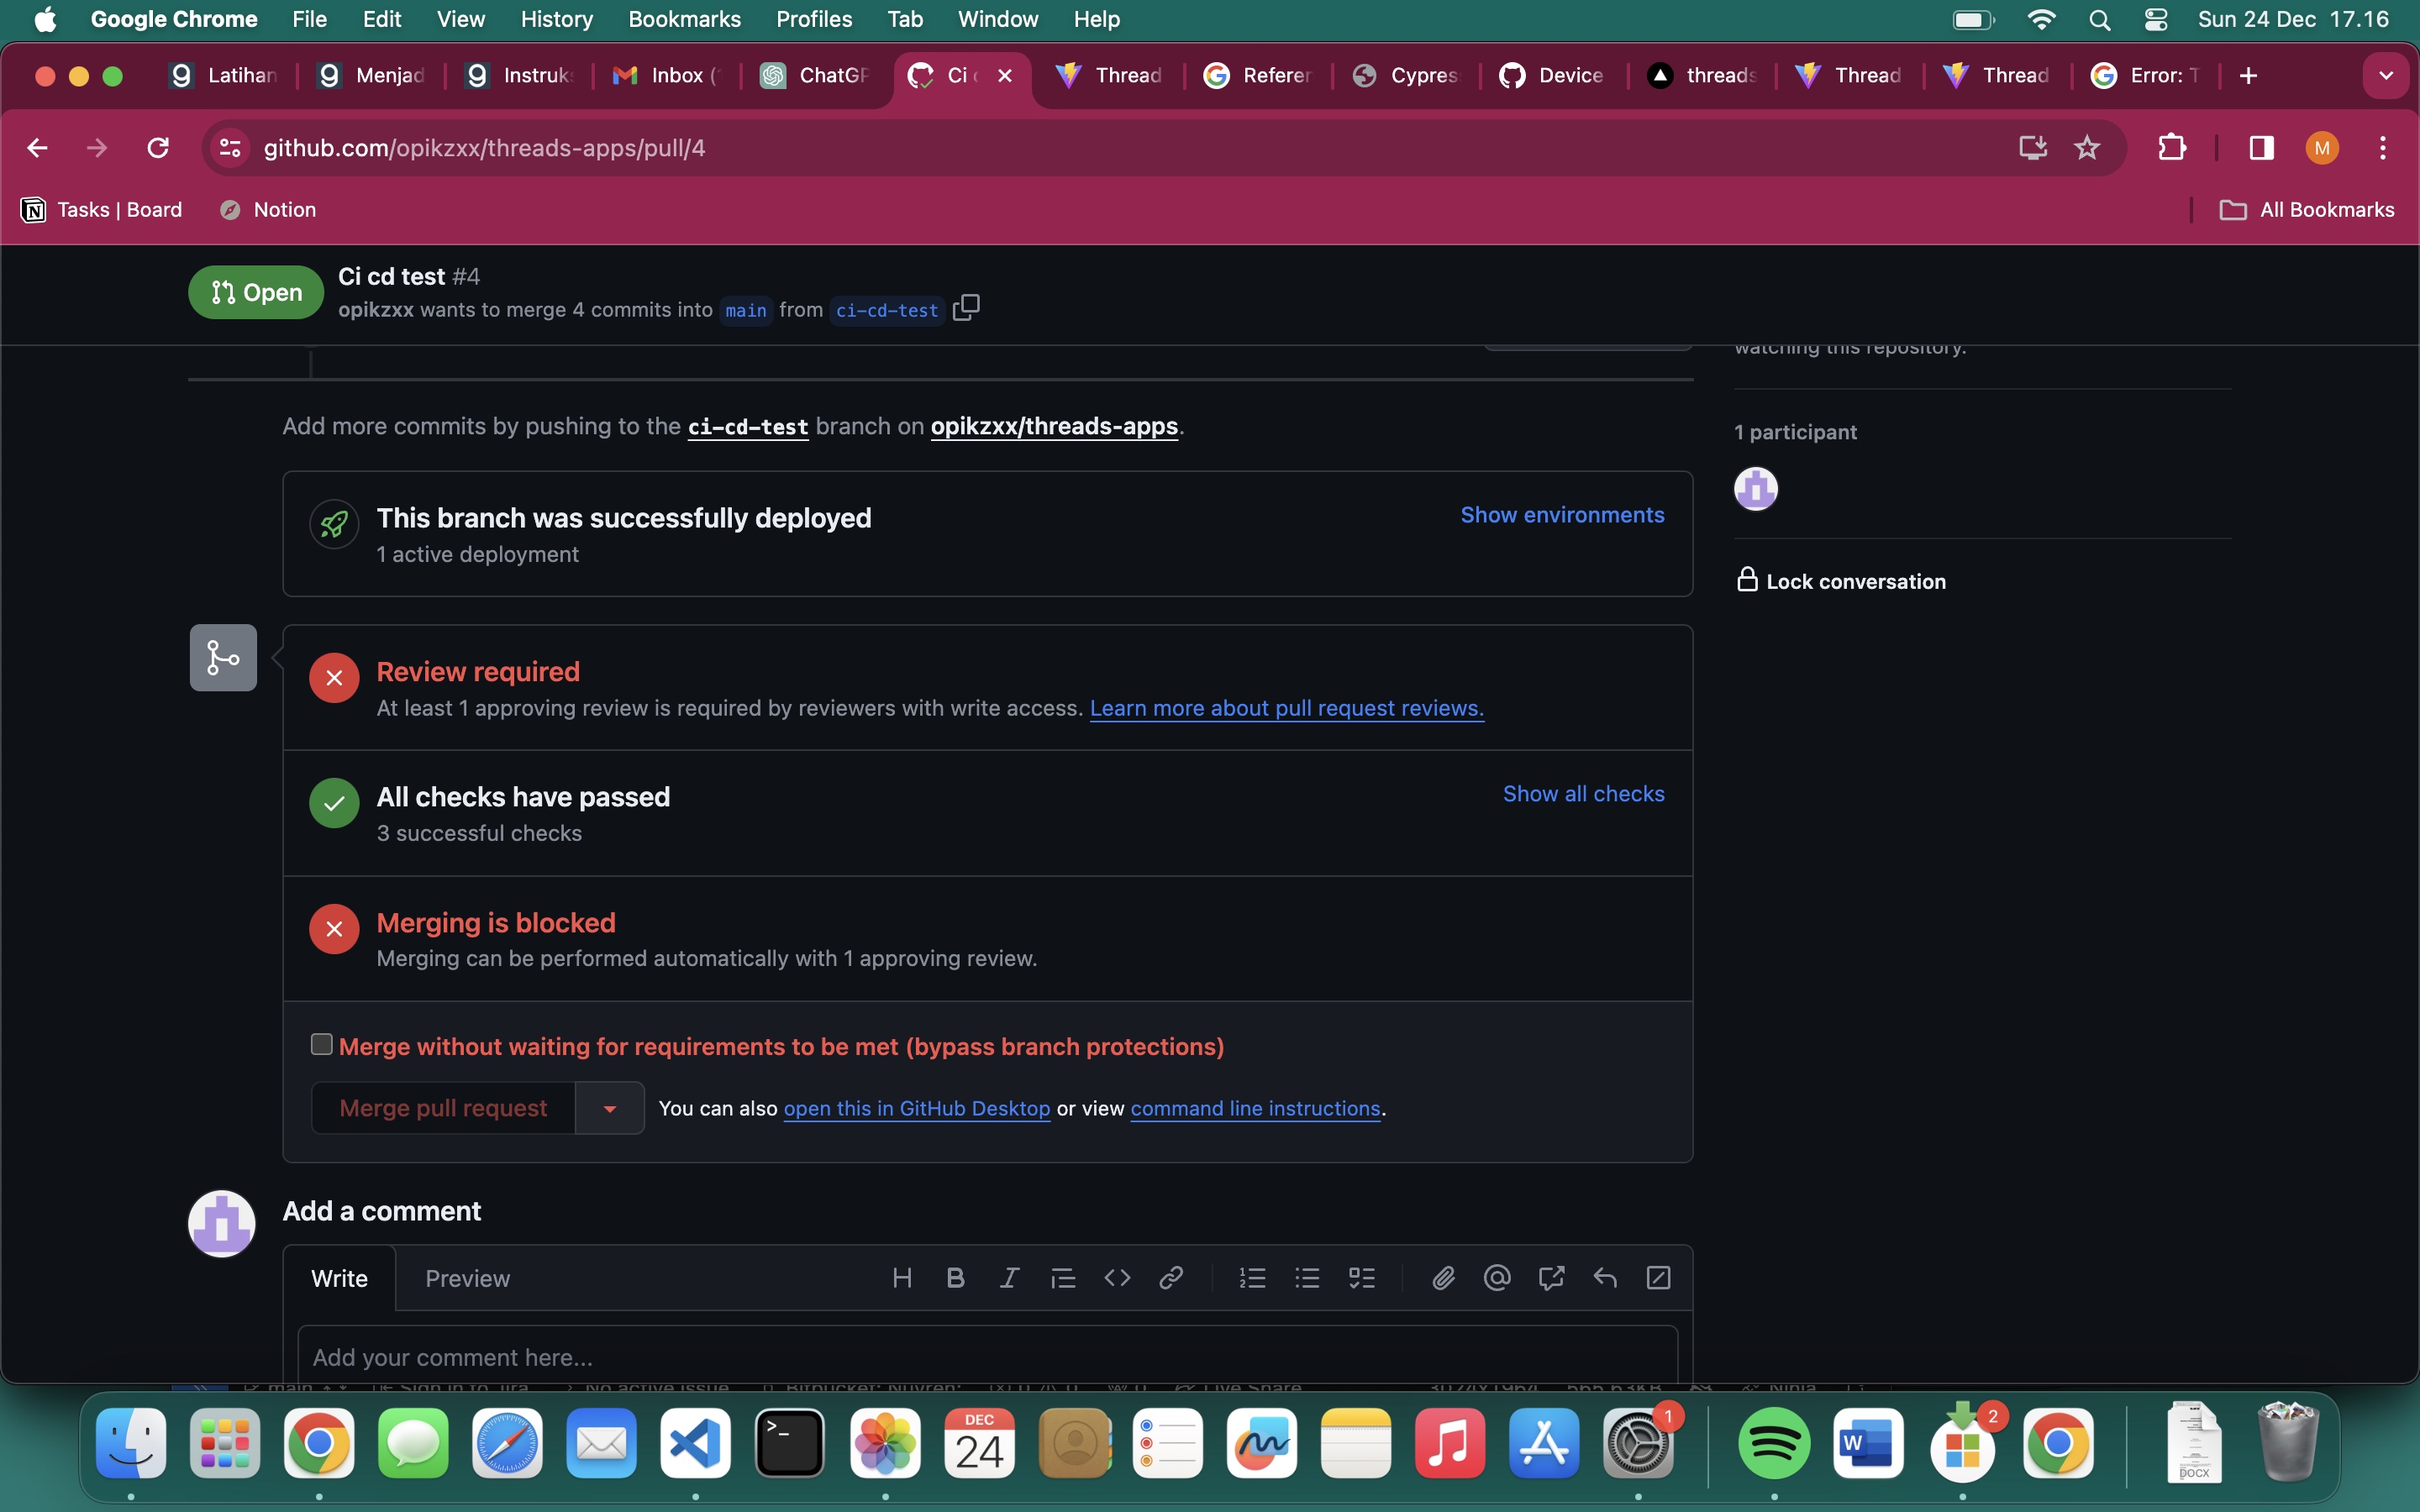 Google Chrome File Edit View History Bookmarks Profiles Tab Window Help Sun 24 Dec 17.16
Latihan Menjad Instruk Inbox ( ChatGP Ci Thread Referer Cypres Device threads Thread Thread Error: T
github.com/opikzxx/threads-apps/pull/4 M
Tasks | Board Notion All Bookmarks
Open Ci cd test #4
opikzxx wants to merge 4 commits into main from ci-cd-test
watching this repository.
Add more commits by pushing to the ci-cd-test branch on opikzxx/threads-apps.
1 participant
This branch was successfully deployed Show environments
1 active deployment
Lock conversation
Review required
At least 1 approving review is required by reviewers with write access. Learn more about pull request reviews.
All checks have passed Show all checks
3 successful checks
Merging is blocked
Merging can be performed automatically with 1 approving review.
Merge without waiting for requirements to be met (bypass branch protections)
Merge pull request You can also open this in GitHub Desktop or view command line instructions.
Add a comment
Write Preview
Add your comment here...
DEC
24
1
W
2
DOCX